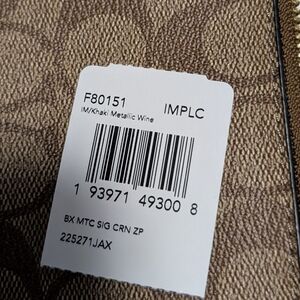 F80151 IMPLC
IM/Khaki Metallic Wine
1 93971 49300 8
BX MTC SIG CRN ZP
225271JAX